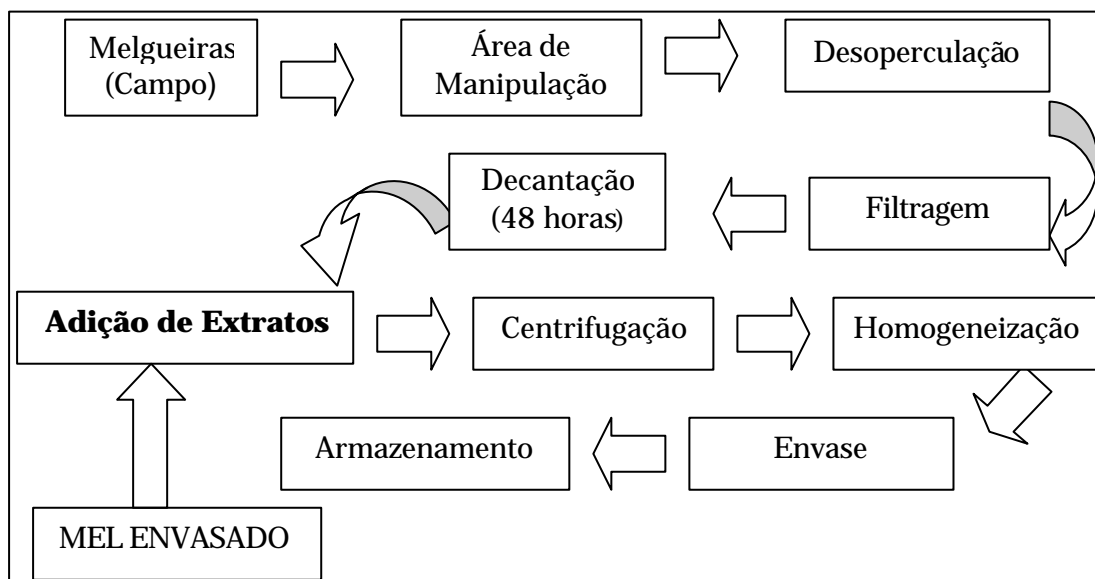 Melgueiras
(Campo)
Área de
Manipulação
Desoperculação
Decantação
(48 horas)
Filtragem
Adição de Extratos
Centrifugação
Homogeneização
Armazenamento
Envase
MEL ENVASADO